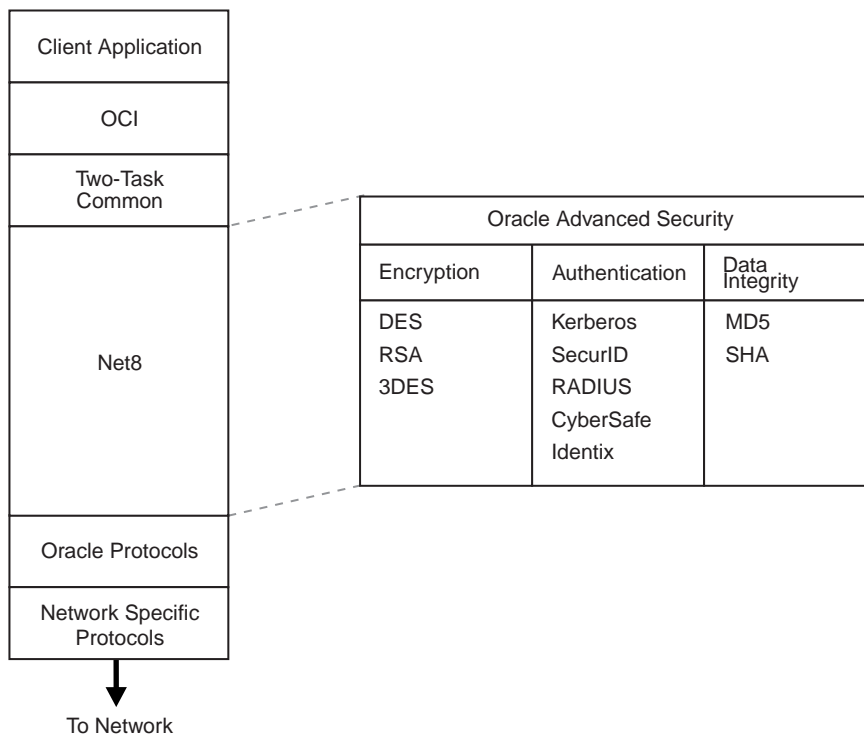 Client Application
OCI
Two-Task
Common
Net8
Oracle Protocols
Network Specific
Protocols
To Network
Oracle Advanced Security
Encryption
Authentication
Data
Integrity
DES
RSA
3DES
Kerberos
SecurID
RADIUS
CyberSafe
Identix
MD5
SHA